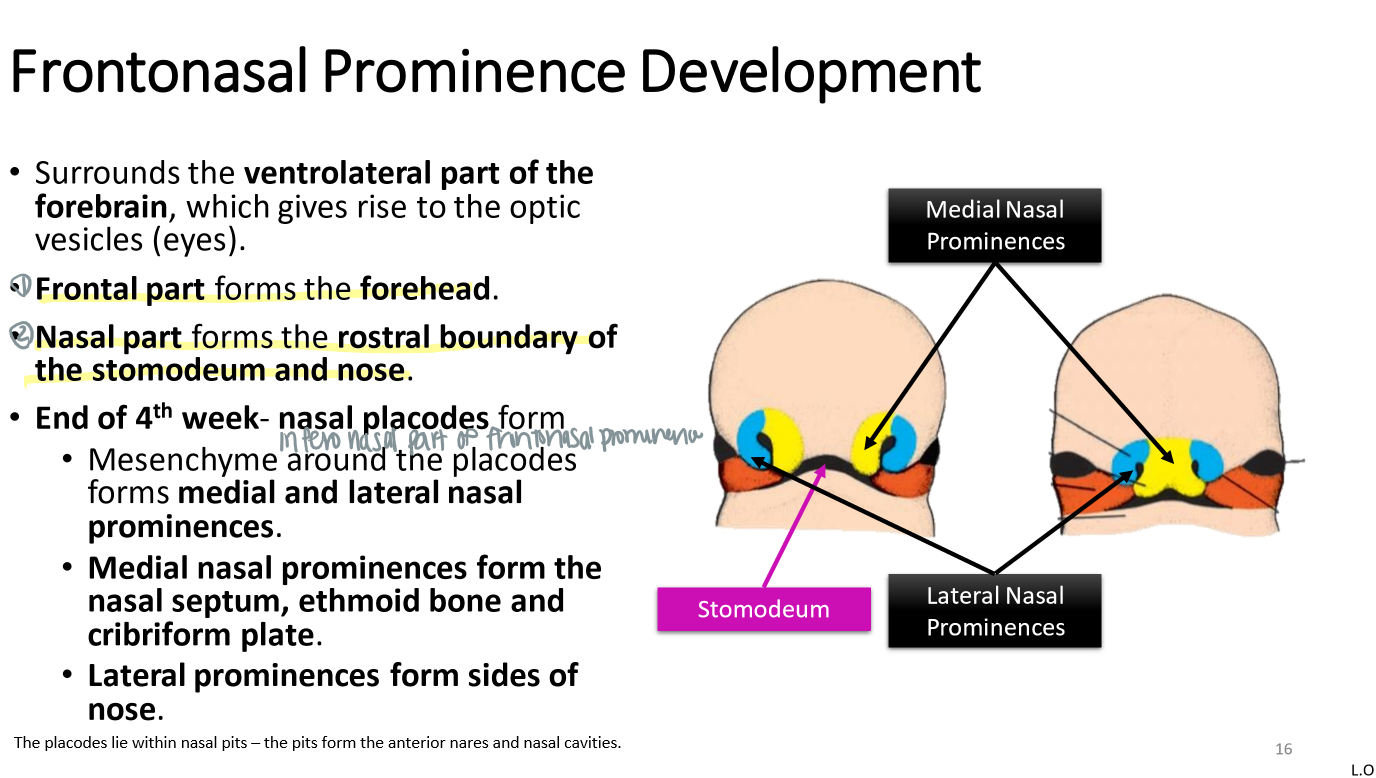 Frontonasal Prominence Development
• Surrounds the ventrolateral part of the
forebrain, which gives rise to the optic
vesicles (eyes).
① Frontal part forms the forehead.
② Nasal part forms the rostral boundary of
the stomodeum and nose.
• End of 4th week- nasal placodes form
infero nasal part of frontonasal prominence
• Mesenchyme around the placodes
forms medial and lateral nasal
prominences.
• Medial nasal prominences form the
nasal septum, ethmoid bone and
cribriform plate.
• Lateral prominences form sides of
nose.
The placodes lie within nasal pits – the pits form the anterior nares and nasal cavities.
Medial Nasal
Prominences
Stomodeum
Lateral Nasal
Prominences
16
L.O